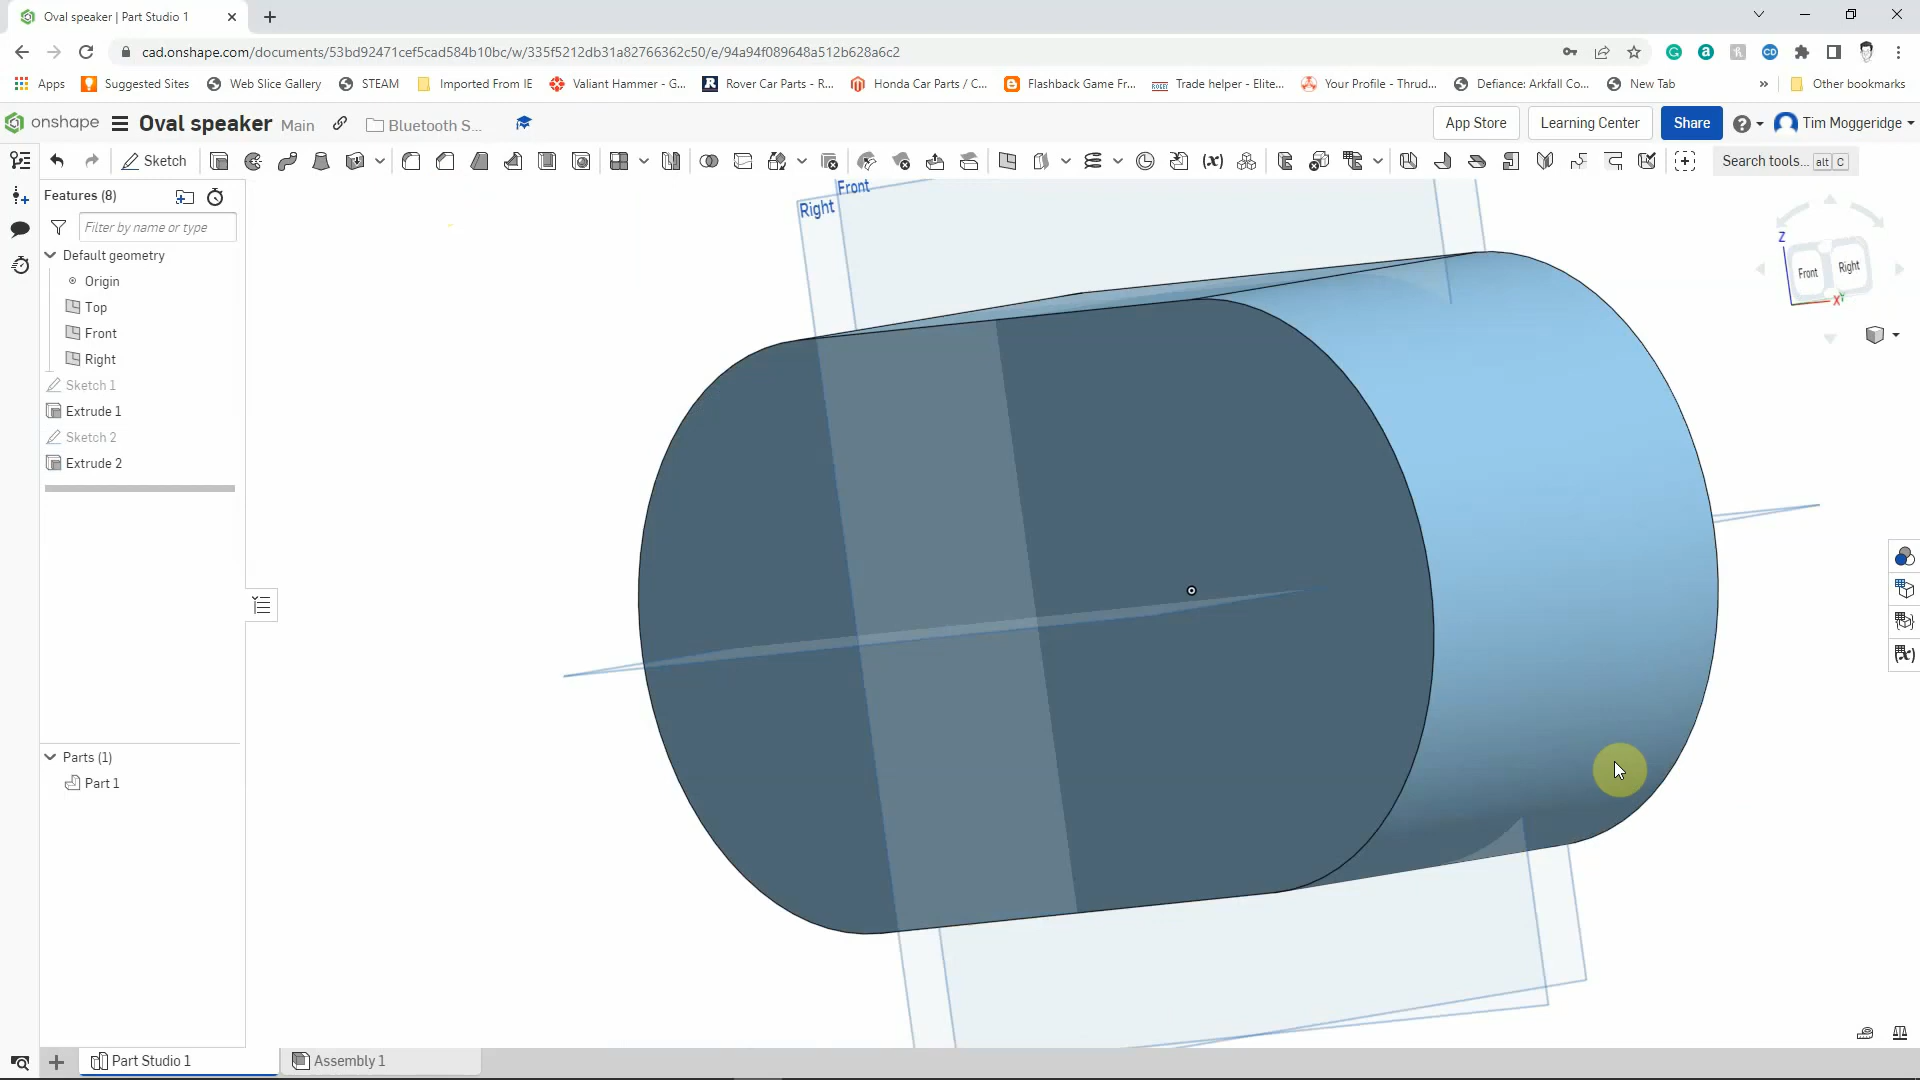 Oval speaker | Part Studio 1
cad.onshape.com/documents/53bd92471cef5cad584b10bc/w/335f5212db31a82766362c50/e/94a94f089648a512b628a6c2
Apps Suggested Sites Web Slice Gallery STEAM Imported From IE Valiant Hammer - G... Rover Car Parts - R... Honda Car Parts / C... Flashback Game Fr... Trade helper - Elite... Your Profile - Thrud... Defiance: Arkfall Co... New Tab » Other bookmarks
onshape Oval speaker Main Bluetooth S... App Store Learning Center Share Tim Moggeridge
Sketch Search tools... alt C
Features (8)
Filter by name or type
Default geometry
Origin
Top
Front
Right
Sketch 1
Extrude 1
Sketch 2
Extrude 2
Parts (1)
Part 1
Front
Right
Z
Front Right
X
Part Studio 1 Assembly 1